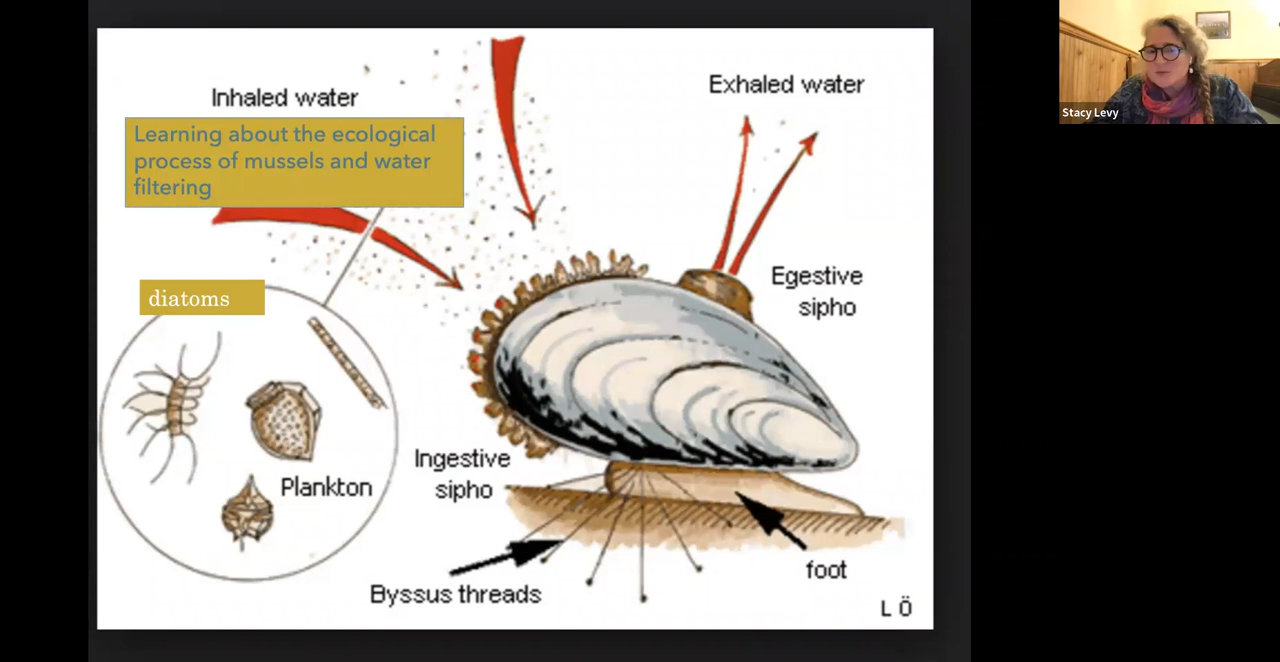 Inhaled water
Exhaled water
Learning about the ecological
process of mussels and water
filtering
Stacy Levy
Egestive
sipho
diatoms
Ingestive
sipho
Plankton
Byssus threads
foot
L Ö